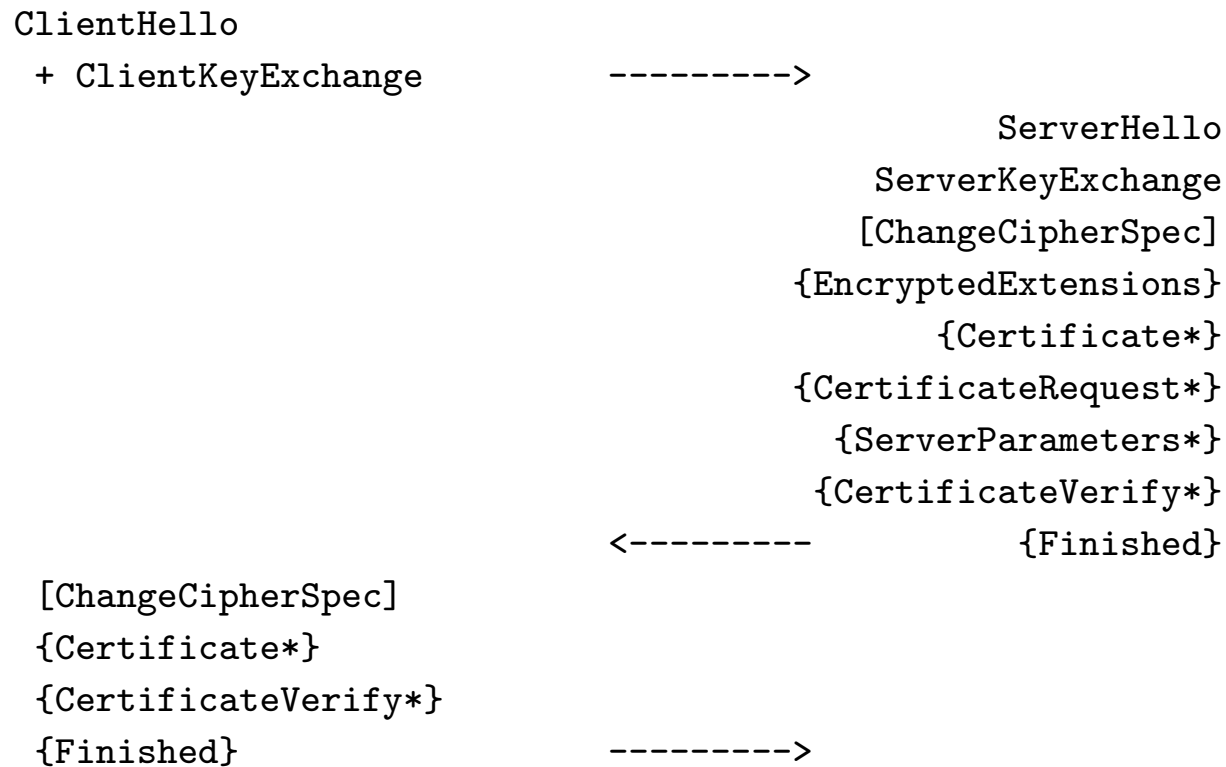 ClientHello
+ ClientKeyExchange --------->
ServerHello
ServerKeyExchange
[ChangeCipherSpec]
{EncryptedExtensions}
{Certificate*}
{CertificateRequest*}
{ServerParameters*}
{CertificateVerify*}
<--------- {Finished}
[ChangeCipherSpec]
{Certificate*}
{CertificateVerify*}
{Finished} --------->